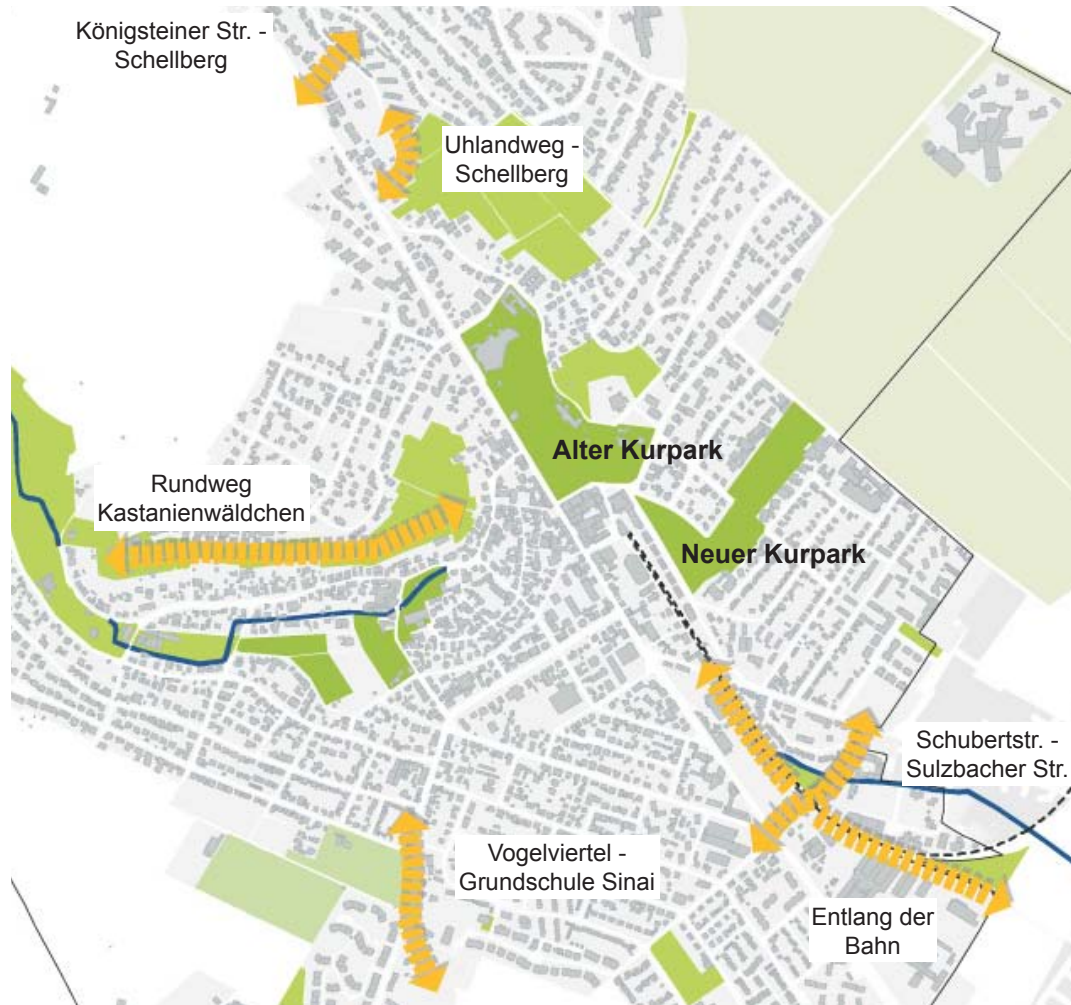 Königsteiner Str. -
Schellberg
Uhlandweg -
Schellberg
Alter Kurpark
Rundweg
Kastanienwäldchen
Neuer Kurpark
Schubertstr. -
Sulzbacher Str.
Vogelviertel -
Grundschule Sinai
Entlang der
Bahn